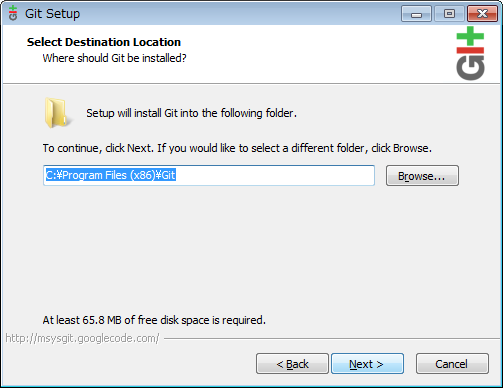 Git Setup
Select Destination Location
Where should Git be installed?
GIt
Setup will install Git into the following folder.
To continue, click Next. If you would like to select a different folder, click Browse.
C:¥Program Files (x86)¥Git
Browse...
At least 65.8 MB of free disk space is required.
http://msysgit.googlecode.com/
< Back
Next >
Cancel